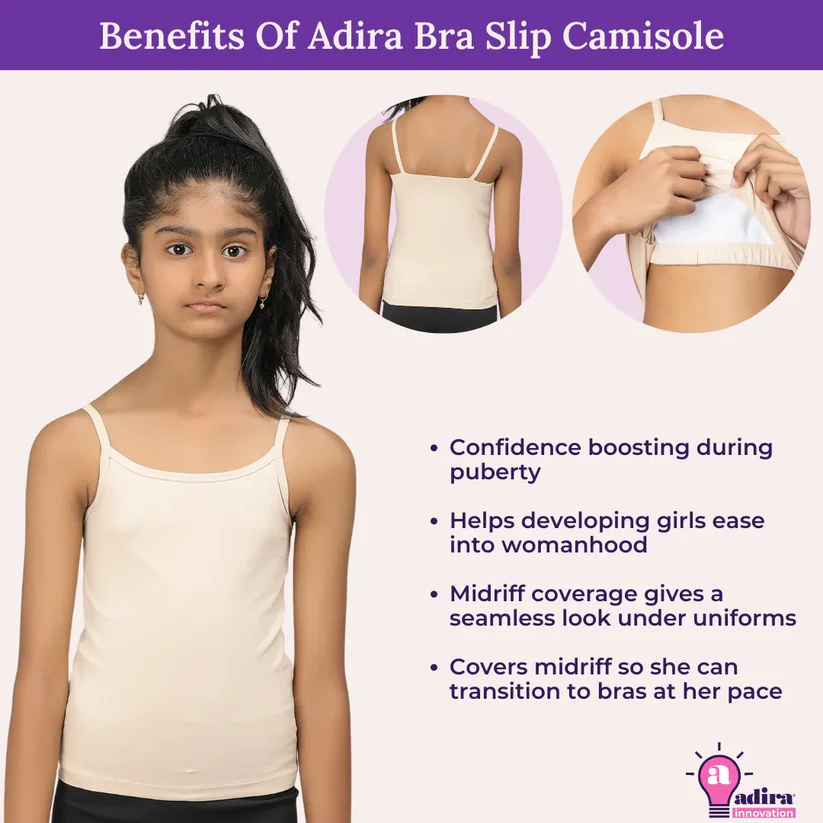 Benefits Of Adira Bra Slip Camisole
• Confidence boosting during
puberty
• Helps developing girls ease
into womanhood
• Midriff coverage gives a
seamless look under uniforms
• Covers midriff so she can
transition to bras at her pace
a
adira
innovation